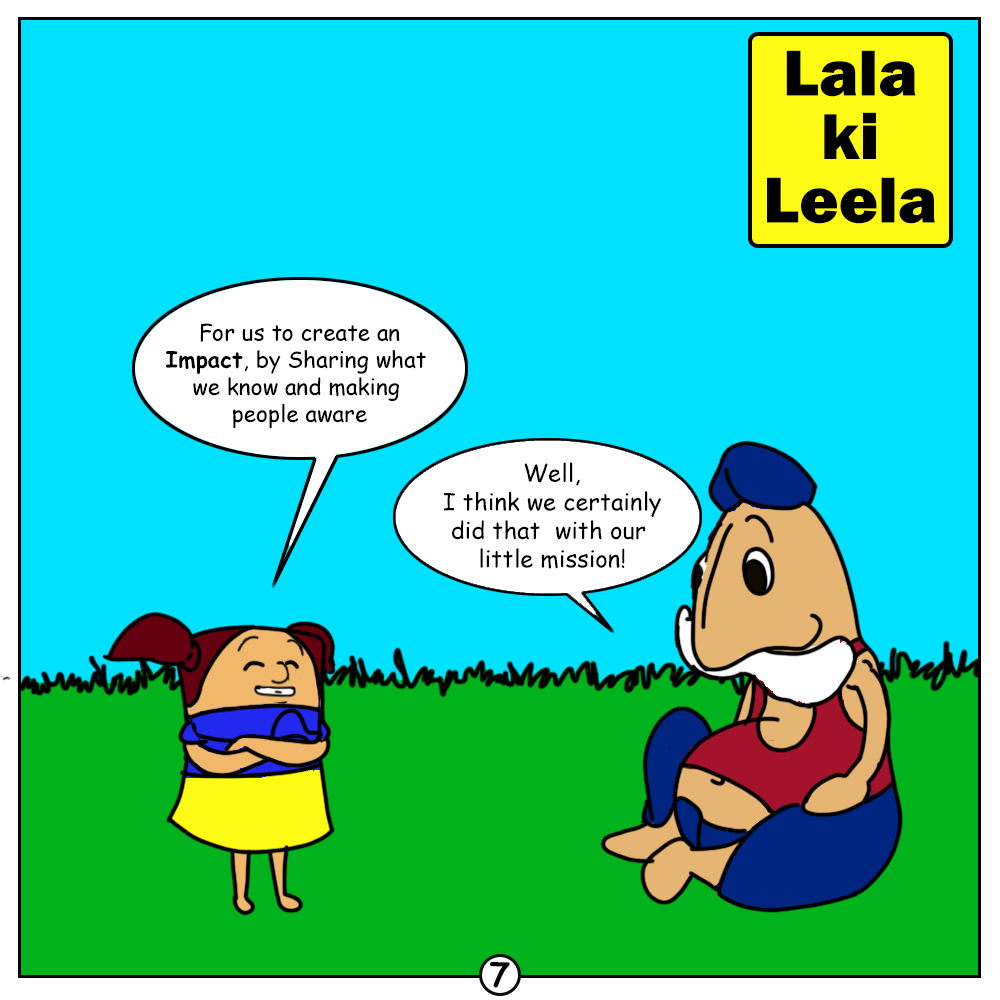 Lala
ki
Leela
For us to create an
Impact, by Sharing what
we know and making
people aware
Well,
I think we certainly
did that with our
little mission!
7